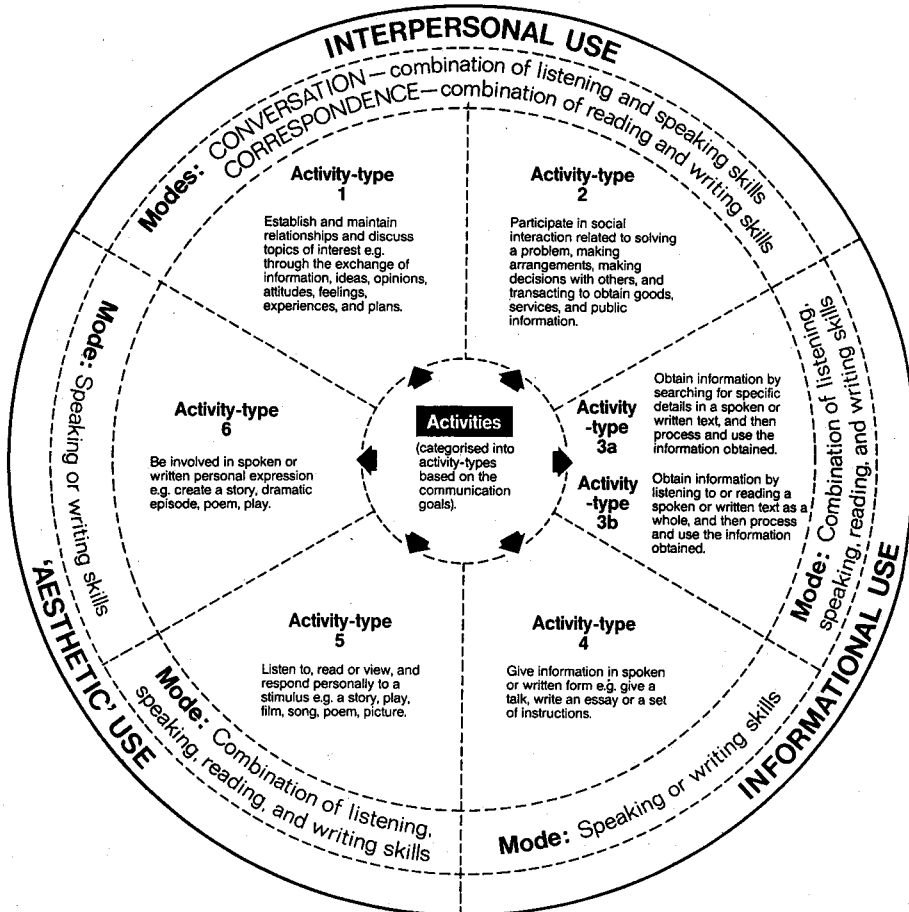 INTERPERSONAL USE
Modes: CONVERSATION—combination of listening and speaking skills
CORRESPONDENCE—combination of reading and writing skills
Activity-type
1
Establish and maintain
relationships and discuss
topics of interest e.g.
through the exchange of
information, ideas, opinions,
attitudes, feelings,
experiences, and plans.
Activity-type
2
Participate in social
interaction related to solving
a problem, making
arrangements, making
decisions with others, and
transacting to obtain goods,
services, and public
information.
Activity
-type
3a
Obtain information by
searching for specific
details in a spoken or
written text, and then
process and use the
information obtained.
Activity
-type
3b
Obtain information by
listening to or reading a
spoken or written text as a
whole, and then process
and use the information
obtained.
Mode: Combination of listening,
speaking, reading, and writing skills
INFORMATIONAL USE
Activity-type
4
Give information in spoken
or written form e.g. give a
talk, write an essay or a set
of instructions.
Mode: Speaking or writing skills
Activity-type
5
Listen to, read or view, and
respond personally to a
stimulus e.g. a story, play,
film, song, poem, picture.
Mode: Combination of listening,
speaking, reading, and writing skills
'AESTHETIC' USE
Activity-type
6
Be involved in spoken or
written personal expression
e.g. create a story, dramatic
episode, poem, play.
Mode: Speaking or writing skills
Activities
(categorised into
activity-types
based on the
communication
goals).